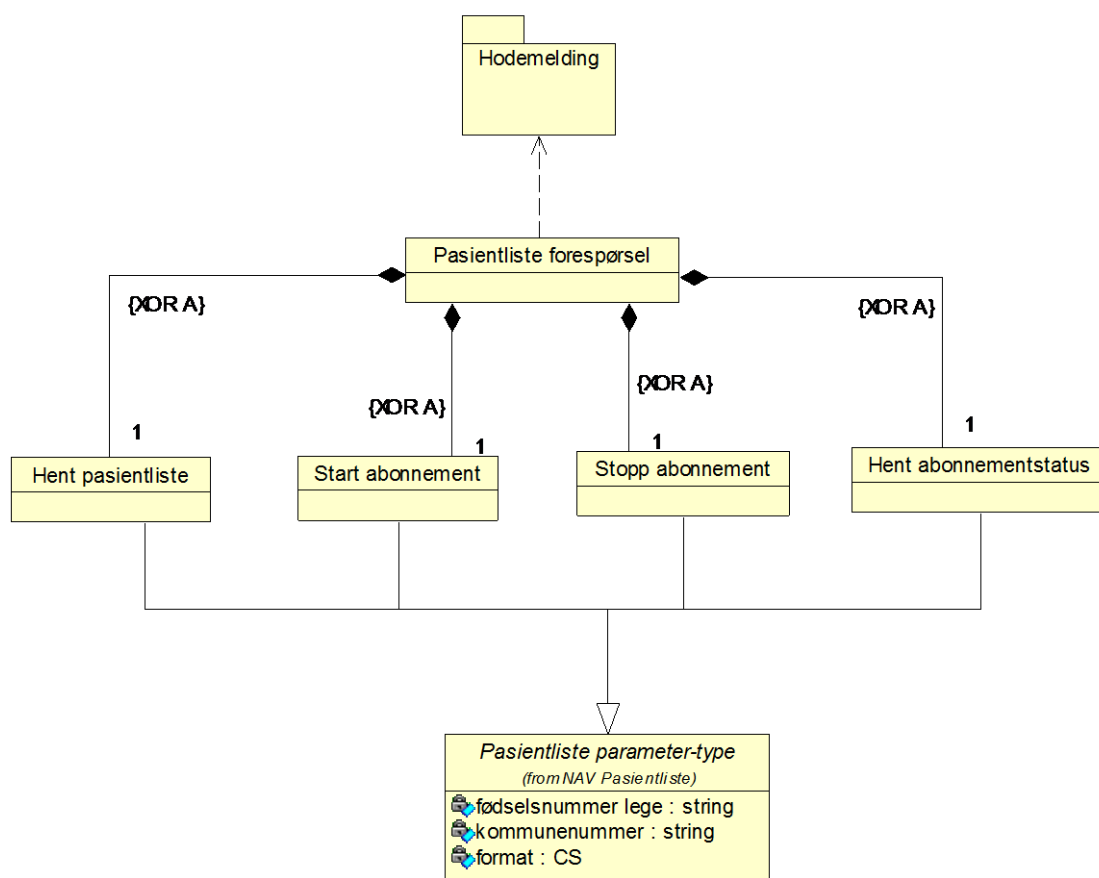 Hodemelding
Pasientliste forespørsel
{XOR A}
{XOR A}
{XOR A}
{XOR A}
1
1
1
1
Hent pasientliste
Start abonnement
Stopp abonnement
Hent abonnementstatus
Pasientliste parameter-type
(from NAV Pasientliste)
fødselsnummer lege : string
kommunenummer : string
format : CS